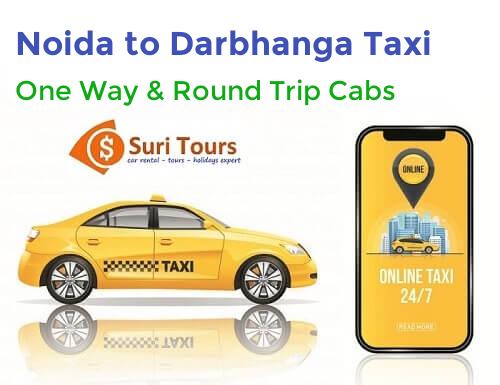 Noida to Darbhanga Taxi
One Way & Round Trip Cabs
Suri Tours
car rental - tours - holidays expert
TAXI
ONLINE
ONLINE TAXI
24/7
READ MORE